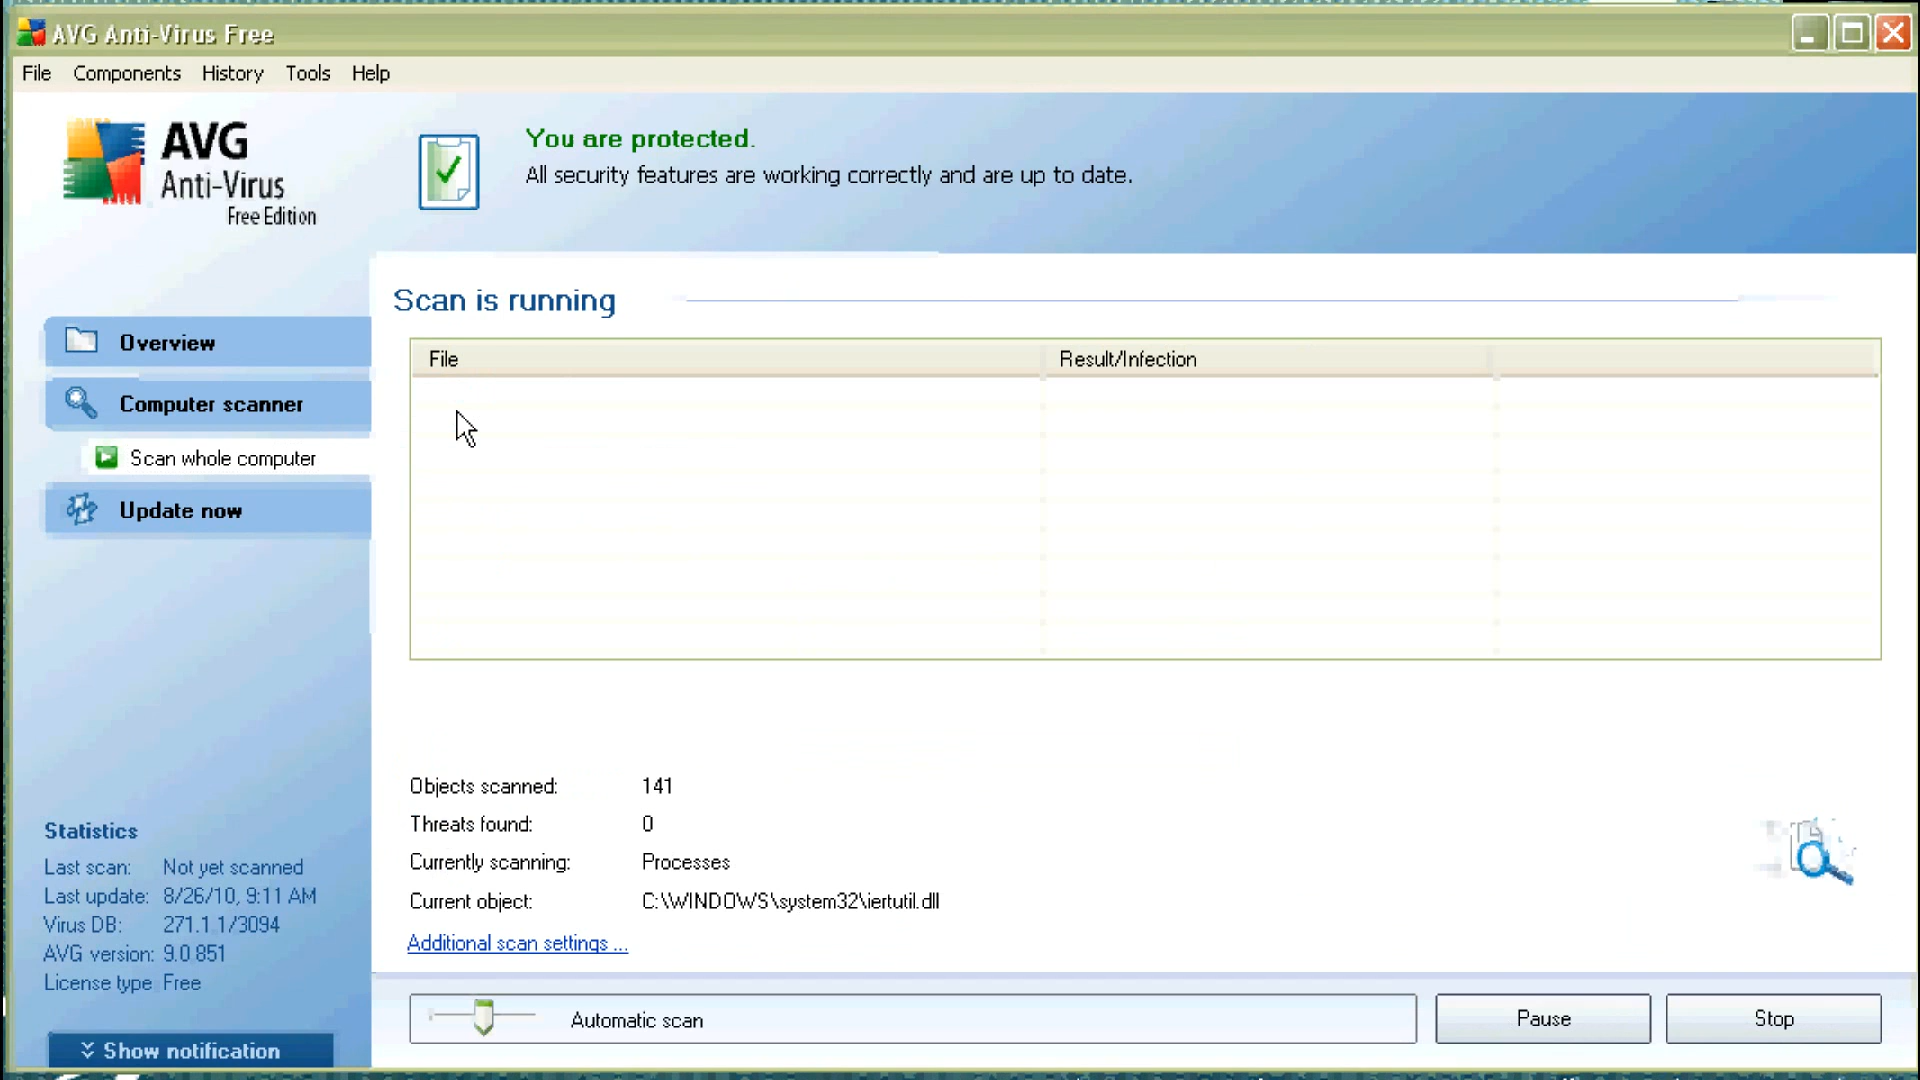 AVG Anti-Virus Free
File Components History Tools Help
AVG
Anti-Virus
Free Edition
You are protected.
All security features are working correctly and are up to date.
Scan is running
File Result/Infection
Overview
Computer scanner
Scan whole computer
Update now
Objects scanned: 141
Threats found: 0
Currently scanning: Processes
Current object: C:\WINDOWS\system32\iertutil.dll
Additional scan settings ...
Statistics
Last scan: Not yet scanned
Last update: 8/26/10, 9:11 AM
Virus DB: 271.1.1/3094
AVG version: 9.0.851
License type Free
Show notification
Automatic scan
Pause
Stop